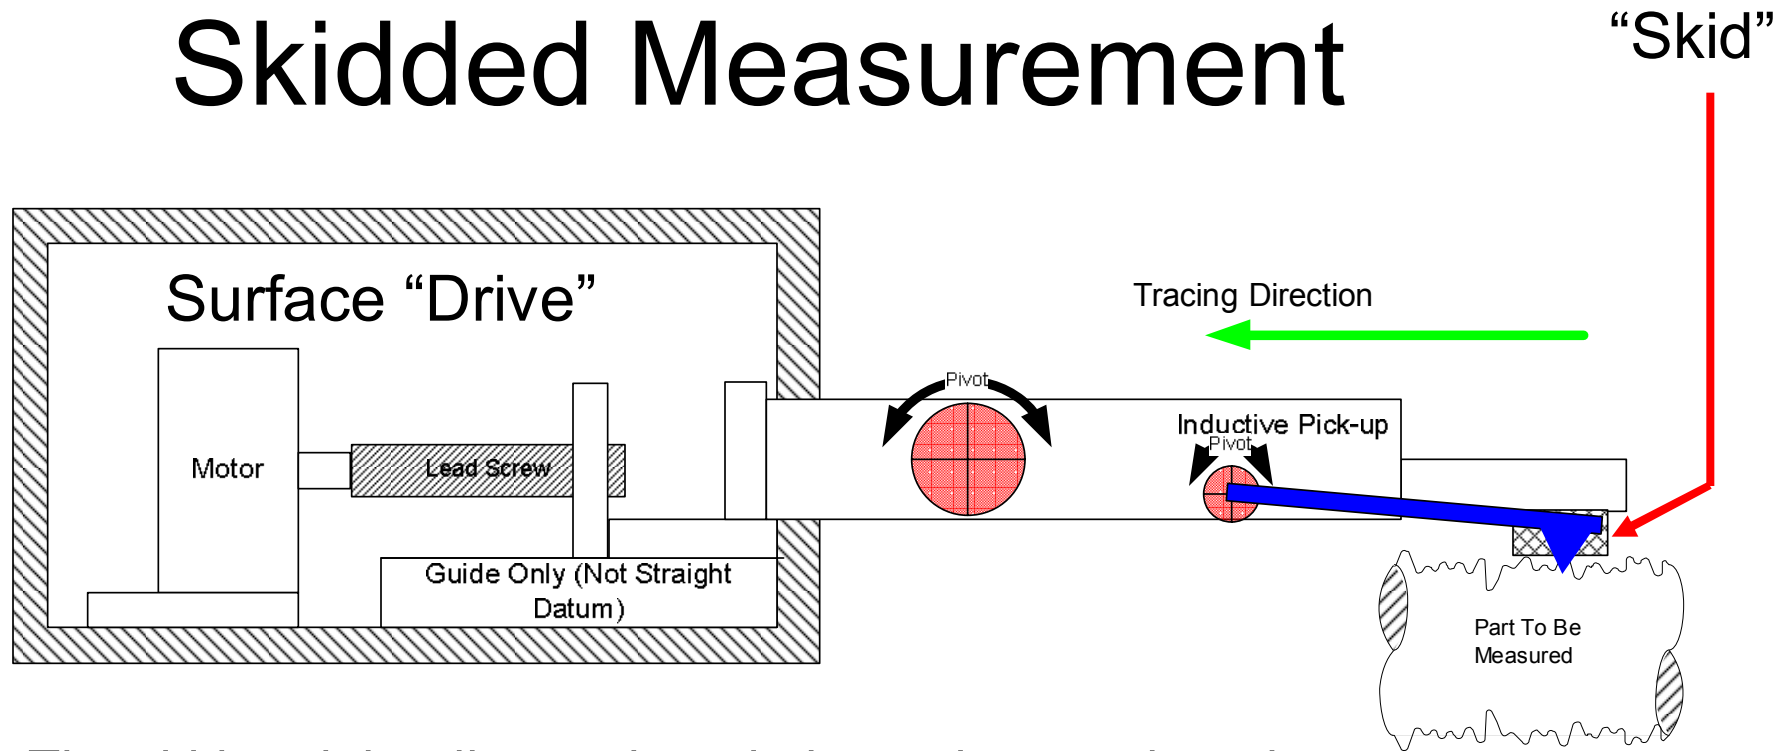 Skidded Measurement
“Skid”
Surface “Drive”
Tracing Direction
Pivot
Inductive Pick-up
Pivot
Motor
Lead Screw
Guide Only (Not Straight
Datum)
Part To Be
Measured